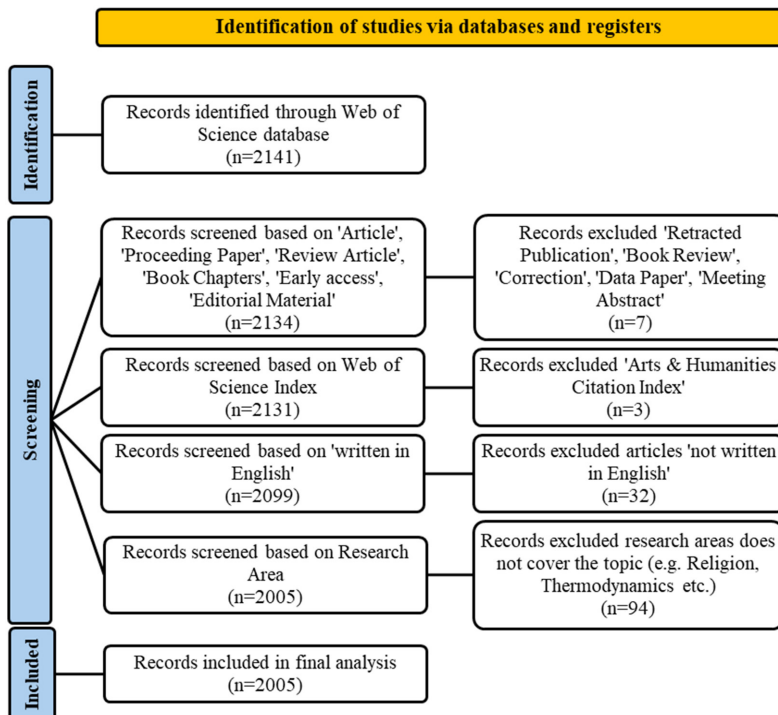 Identification of studies via databases and registers
Identification
Records identified through Web of
Science database
(n=2141)
Screening
Records screened based on 'Article',
'Proceeding Paper', 'Review Article',
'Book Chapters', 'Early access',
'Editorial Material'
(n=2134)
Records excluded 'Retracted
Publication', 'Book Review',
'Correction', 'Data Paper', 'Meeting
Abstract'
(n=7)
Records screened based on Web of
Science Index
(n=2131)
Records excluded 'Arts & Humanities
Citation Index'
(n=3)
Records screened based on 'written in
English'
(n=2099)
Records excluded articles 'not written
in English'
(n=32)
Records screened based on Research
Area
(n=2005)
Records excluded research areas does
not cover the topic (e.g. Religion,
Thermodynamics etc.)
(n=94)
Included
Records included in final analysis
(n=2005)